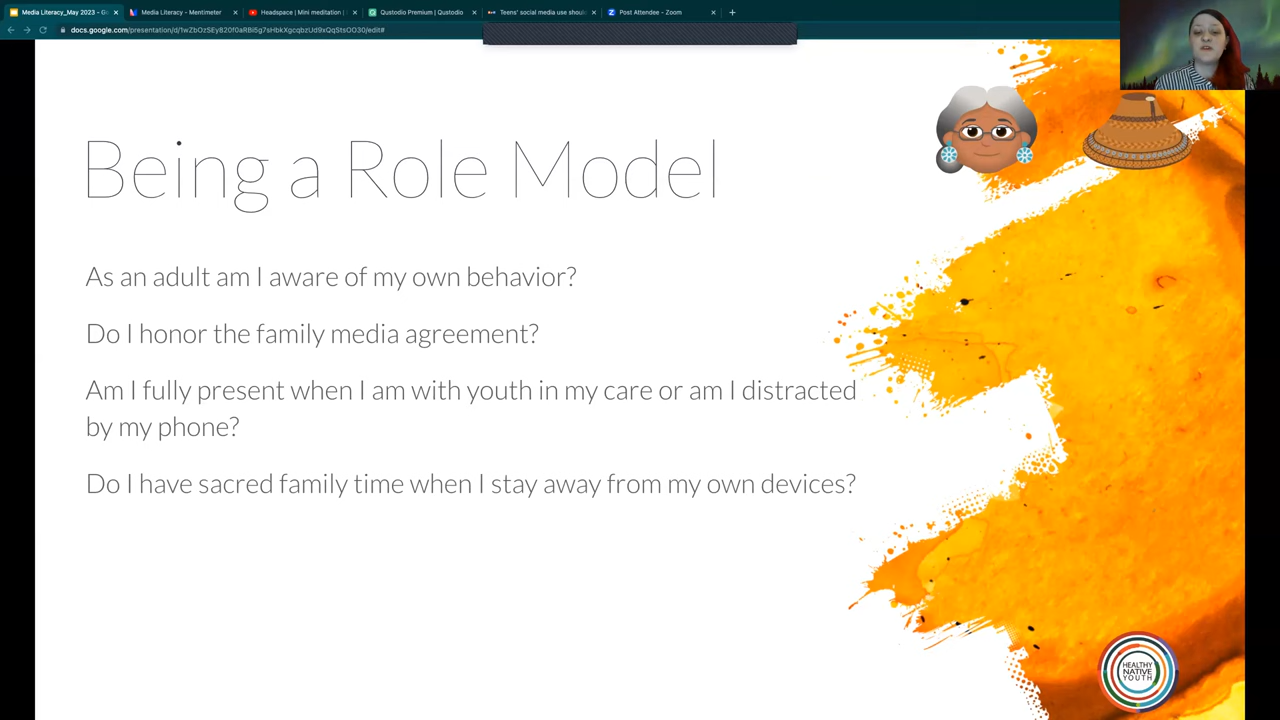 Media Literacy_May 2023 - G
Media Literacy - Mentimeter
Headspace | Mini meditation |
Qustodio Premium | Qustodio
Teens' social media use shoul
Post Attendee - Zoom
Being a Role Model
As an adult am I aware of my own behavior?
Do I honor the family media agreement?
Am I fully present when I am with youth in my care or am I distracted
by my phone?
Do I have sacred family time when I stay away from my own devices?
HEALTHY
NATIVE
YOUTH